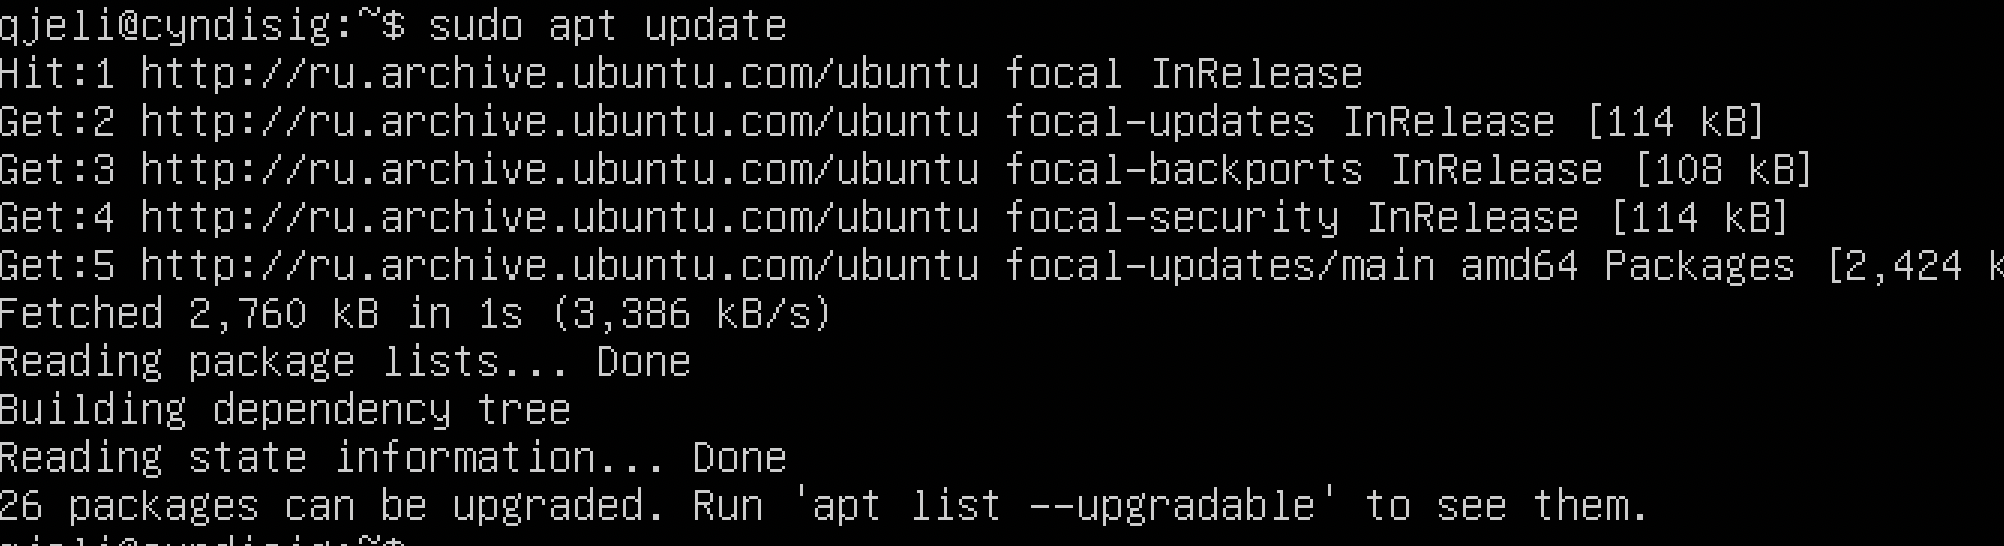 qjeli@cyndisig:~$ sudo apt update
Hit:1 http://ru.archive.ubuntu.com/ubuntu focal InRelease
Get:2 http://ru.archive.ubuntu.com/ubuntu focal-updates InRelease [114 kB]
Get:3 http://ru.archive.ubuntu.com/ubuntu focal-backports InRelease [108 kB]
Get:4 http://ru.archive.ubuntu.com/ubuntu focal-security InRelease [114 kB]
Get:5 http://ru.archive.ubuntu.com/ubuntu focal-updates/main amd64 Packages [2,424 k
Fetched 2,760 kB in 1s (3,386 kB/s)
Reading package lists... Done
Building dependency tree
Reading state information... Done
26 packages can be upgraded. Run 'apt list --upgradable' to see them.
qjeli@cyndisig:~$